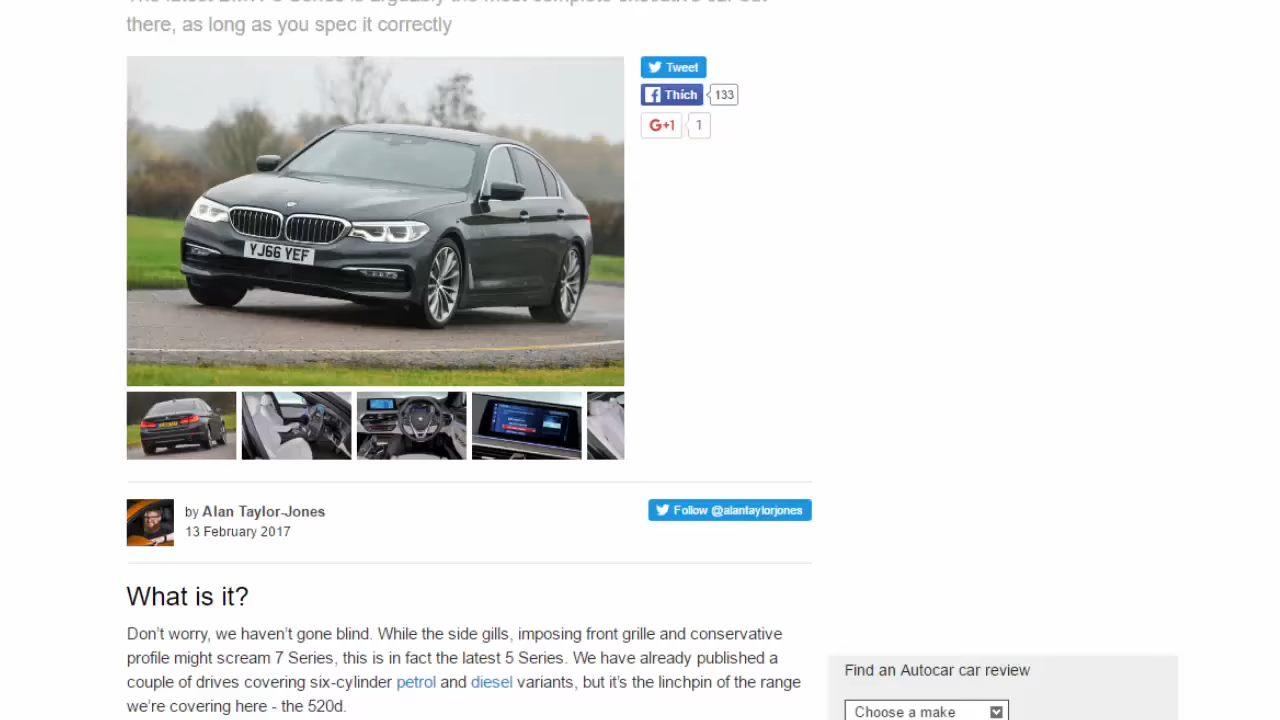 there, as long as you spec it correctly
Tweet
Thích 133
G+1 1
YJ66 YEF
by Alan Taylor-Jones
13 February 2017
Follow @alantaylorjones
What is it?
Don't worry, we haven't gone blind. While the side gills, imposing front grille and conservative
profile might scream 7 Series, this is in fact the latest 5 Series. We have already published a
couple of drives covering six-cylinder petrol and diesel variants, but it's the linchpin of the range
we're covering here - the 520d.
Find an Autocar car review
Choose a make